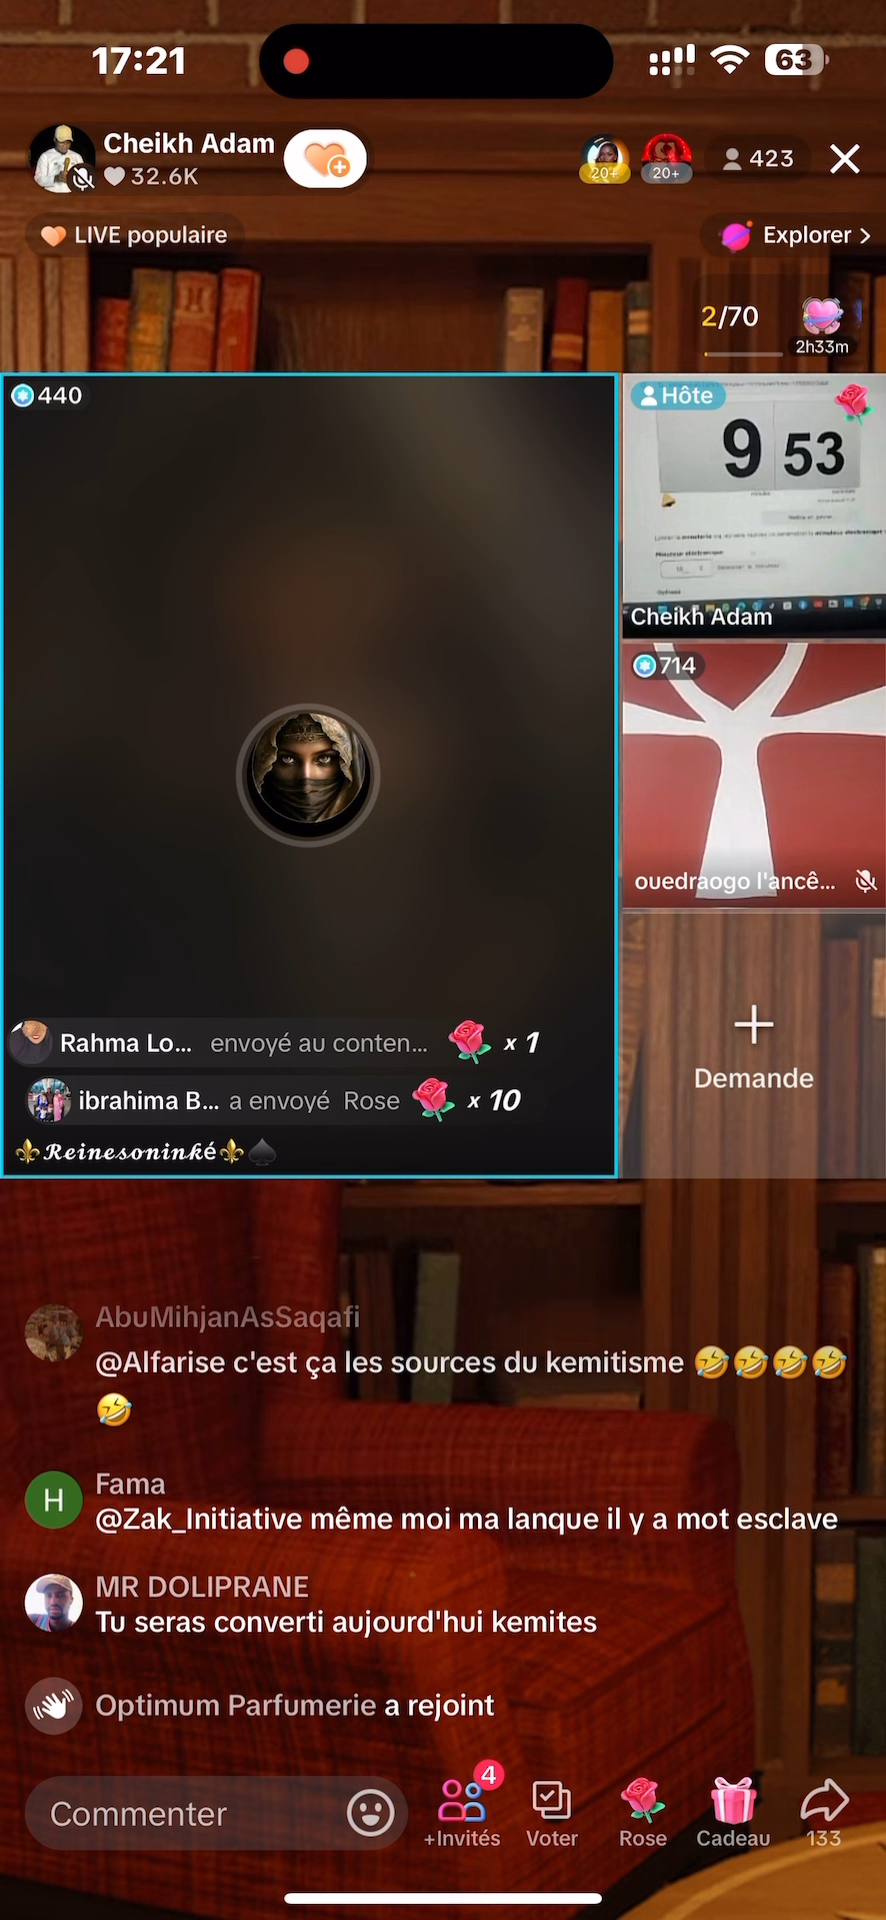 17:21
63
Cheikh Adam
32.6K
20+
20+
423
LIVE populaire
Explorer >
2/70
2h33m
440
Hôte
9 53
Cheikh Adam
714
ouedraogo l'ancê...
Rahma Lo... envoyé au conten... x 1
ibrahima B... a envoyé Rose x 10
⚜️𝓡𝓮𝓲𝓷𝓮𝓼𝓸𝓷𝓲𝓷𝓴é⚜️♠️
Demande
AbuMihjanAsSaqafi
@Alfarise c'est ça les sources du kemitisme 🤣🤣🤣🤣
🤣
H
Fama
@Zak_Initiative même moi ma lanque il y a mot esclave
MR DOLIPRANE
Tu seras converti aujourd'hui kemites
Optimum Parfumerie a rejoint
Commenter
4
+Invités
Voter
Rose
Cadeau
133